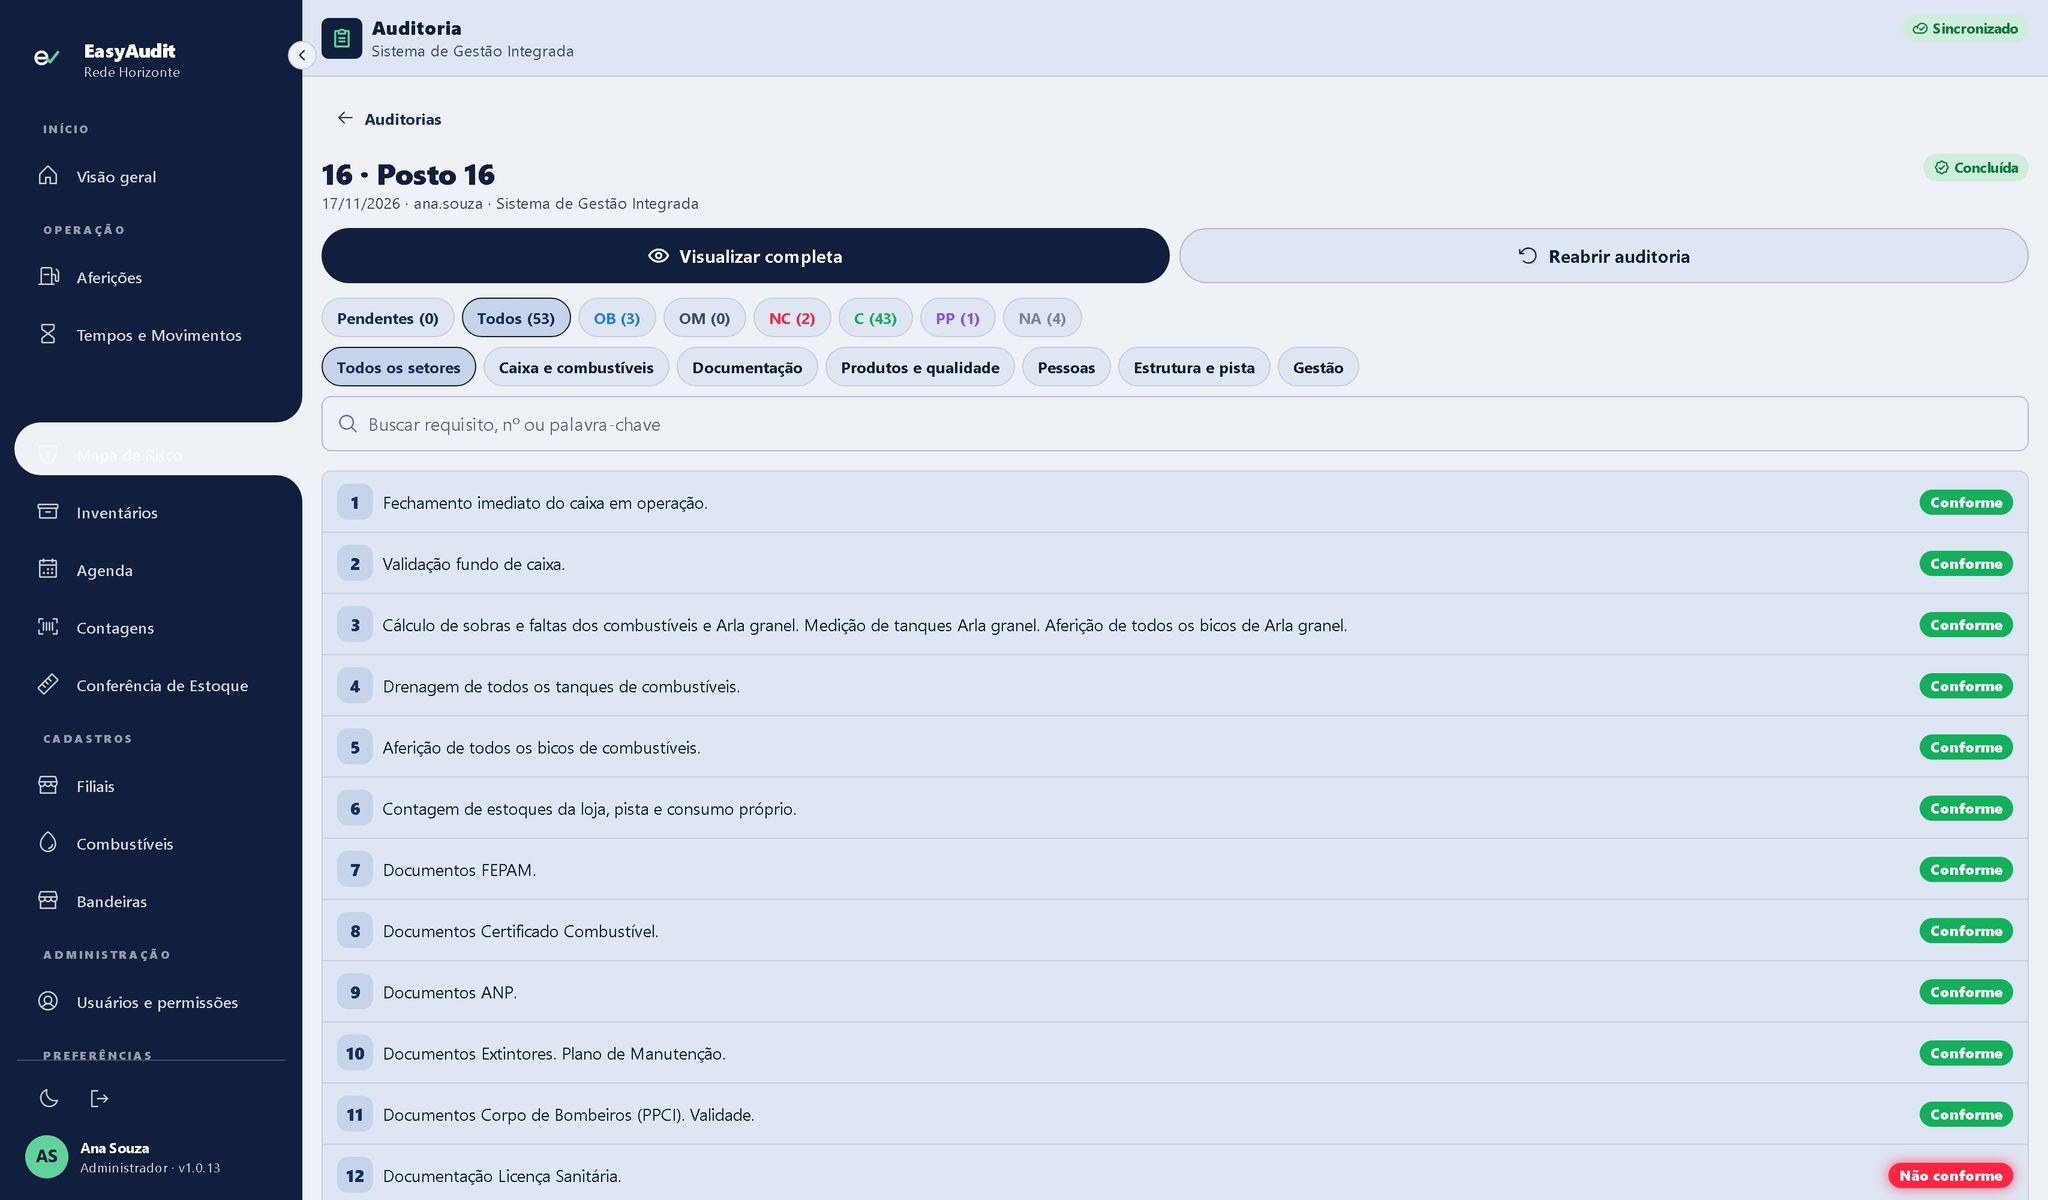 EasyAudit
Rede Horizonte
INÍCIO
Visão geral
OPERAÇÃO
Aferições
Tempos e Movimentos
Mapa de Risco
Inventários
Agenda
Contagens
Conferência de Estoque
CADASTROS
Filiais
Combustíveis
Bandeiras
ADMINISTRAÇÃO
Usuários e permissões
PREFERÊNCIAS
AS
Ana Souza
Administrador · v1.0.13
Auditoria
Sistema de Gestão Integrada
Sincronizado
Auditorias
16 · Posto 16
Concluída
17/11/2026 · ana.souza · Sistema de Gestão Integrada
Visualizar completa
Reabrir auditoria
Pendentes (0) Todos (53) OB (3) OM (0) NC (2) C (43) PP (1) NA (4)
Todos os setores Caixa e combustíveis Documentação Produtos e qualidade Pessoas Estrutura e pista Gestão
Buscar requisito, nº ou palavra-chave
1 Fechamento imediato do caixa em operação. Conforme
2 Validação fundo de caixa. Conforme
3 Cálculo de sobras e faltas dos combustíveis e Arla granel. Medição de tanques Arla granel. Aferição de todos os bicos de Arla granel. Conforme
4 Drenagem de todos os tanques de combustíveis. Conforme
5 Aferição de todos os bicos de combustíveis. Conforme
6 Contagem de estoques da loja, pista e consumo próprio. Conforme
7 Documentos FEPAM. Conforme
8 Documentos Certificado Combustível. Conforme
9 Documentos ANP. Conforme
10 Documentos Extintores. Plano de Manutenção. Conforme
11 Documentos Corpo de Bombeiros (PPCI). Validade. Conforme
12 Documentação Licença Sanitária. Não conforme